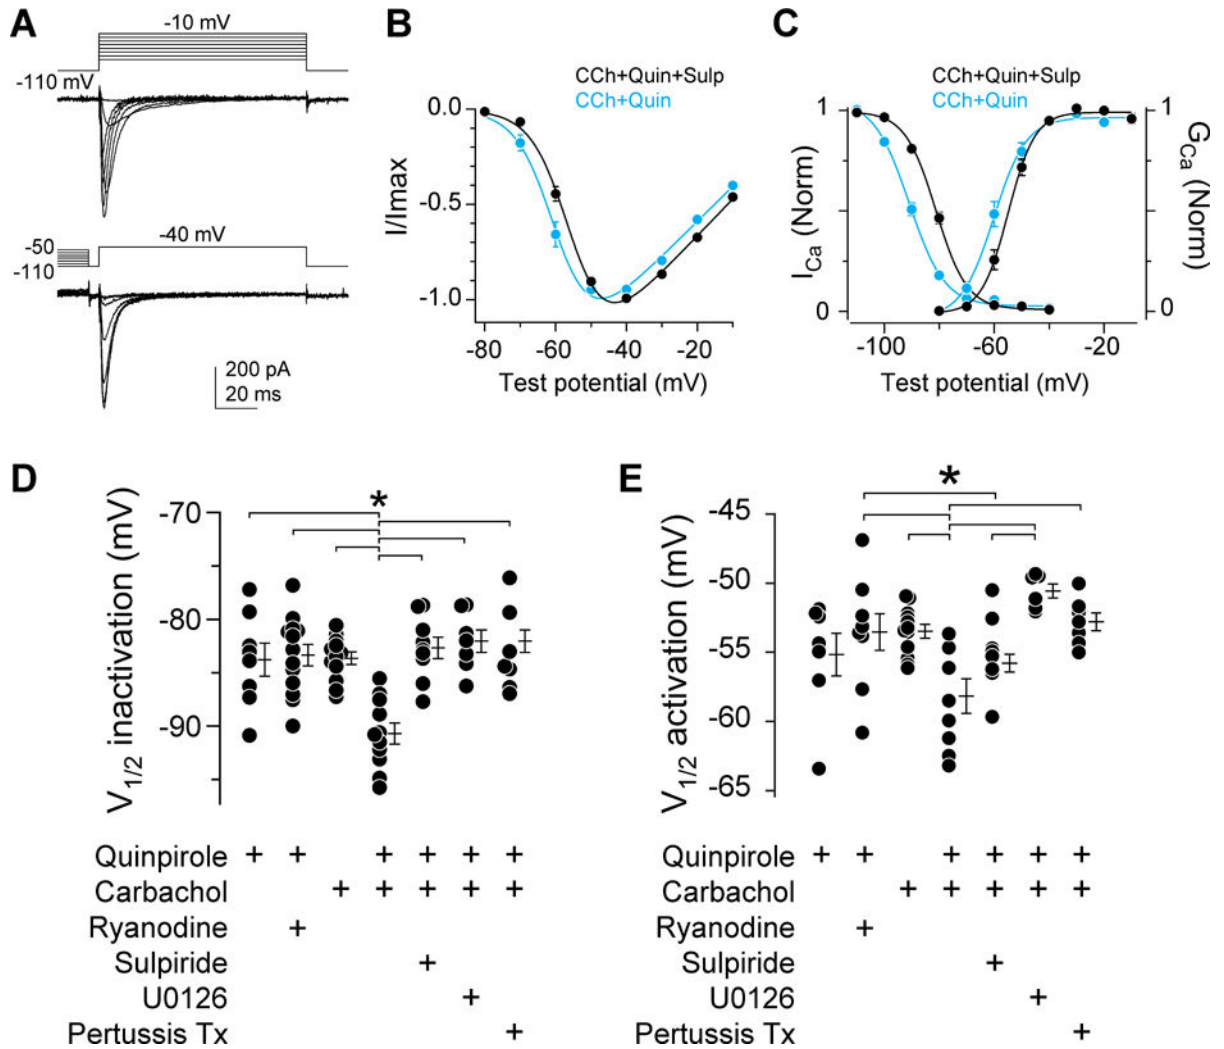 A
-10 mV
-110 mV
-50
-110
-40 mV
200 pA
20 ms
B
CCh+Quin+Sulp
CCh+Quin
0.0
-0.5
-1.0
I/Imax
-80 -60 -40 -20
Test potential (mV)
C
CCh+Quin+Sulp
CCh+Quin
1
0
I Ca (Norm)
1
0
G Ca (Norm)
-100 -60 -20
Test potential (mV)
D
*
-70
-80
-90
V 1/2 inactivation (mV)
Quinpirole + + + + + +
Carbachol + + + + +
Ryanodine +
Sulpiride +
U0126 +
Pertussis Tx +
E
*
-45
-50
-55
-60
-65
V 1/2 activation (mV)
Quinpirole + + + + + +
Carbachol + + + + +
Ryanodine +
Sulpiride +
U0126 +
Pertussis Tx +